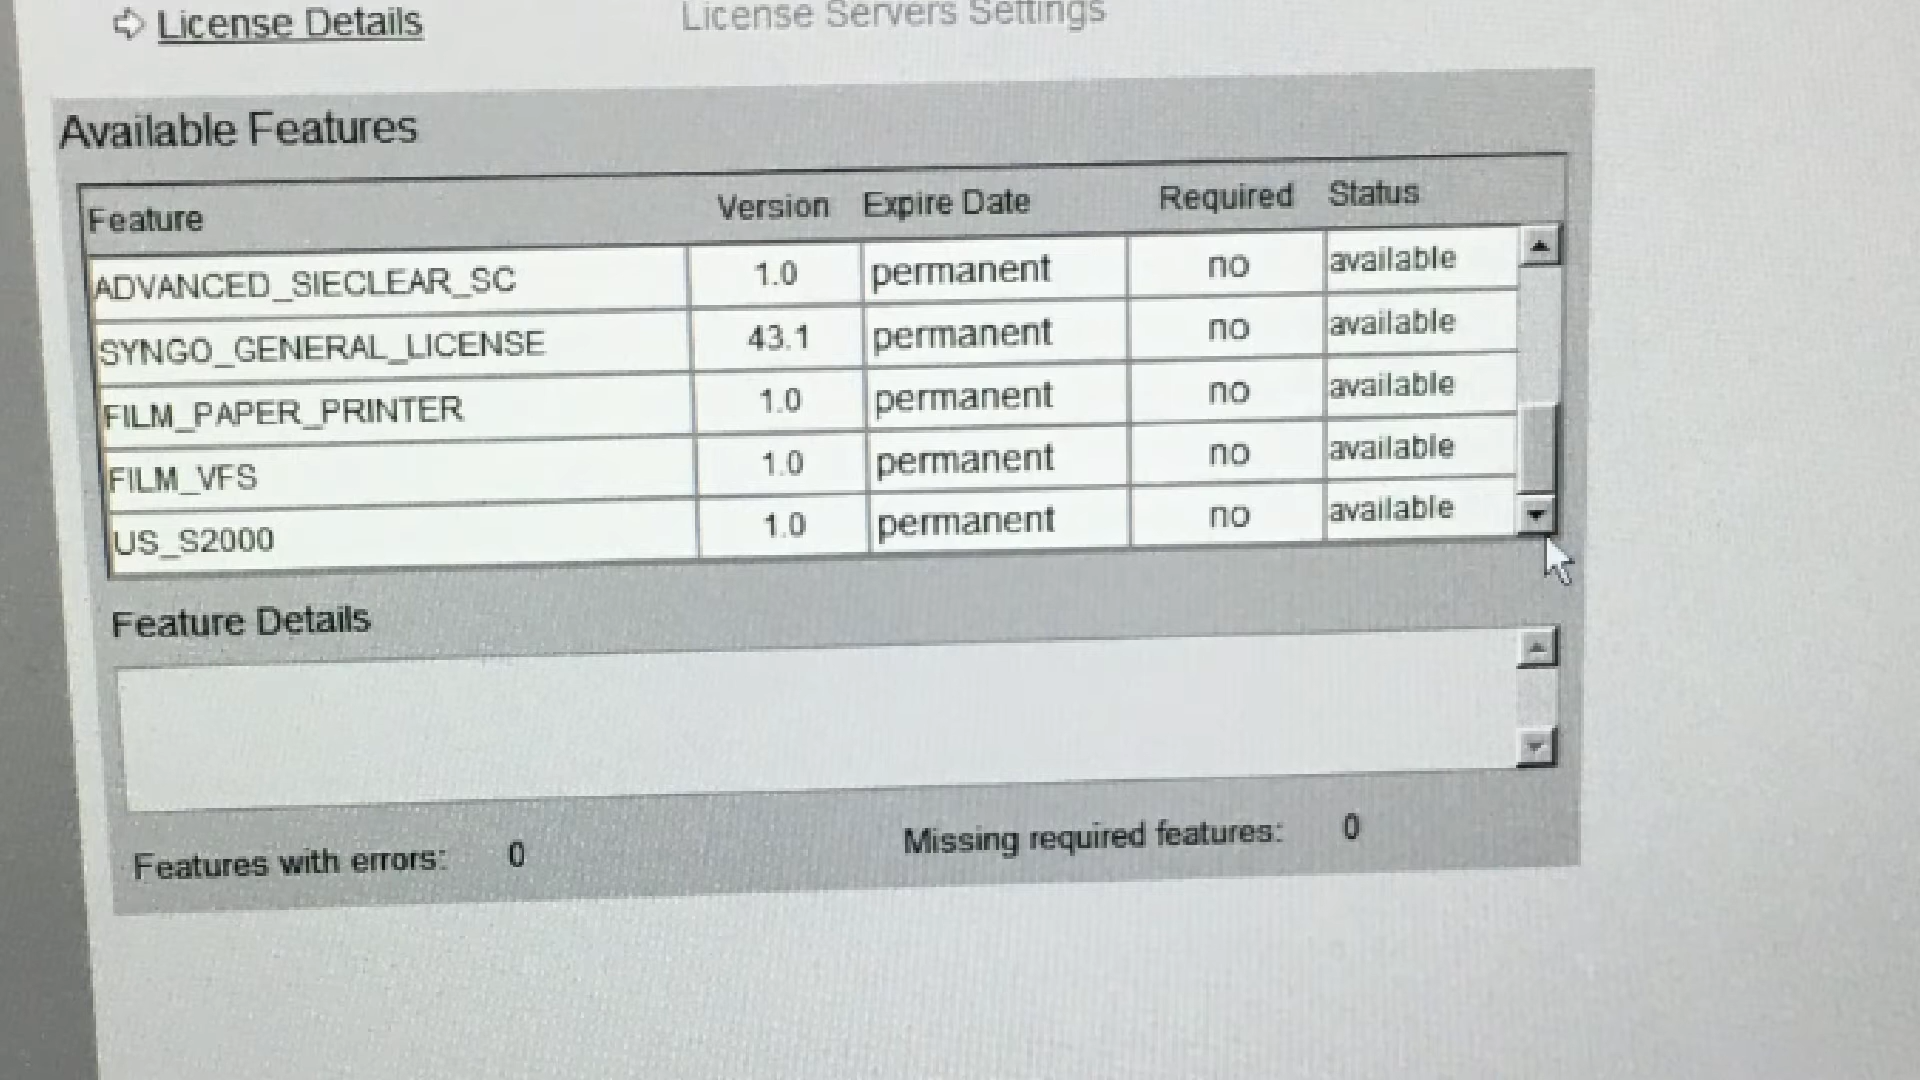 License Details License Servers Settings
Available Features
Feature Version Expire Date Required Status
ADVANCED_SIECLEAR_SC 1.0 permanent no available
SYNGO_GENERAL_LICENSE 43.1 permanent no available
FILM_PAPER_PRINTER 1.0 permanent no available
FILM_VFS 1.0 permanent no available
US_S2000 1.0 permanent no available
Feature Details
Features with errors: 0 Missing required features: 0